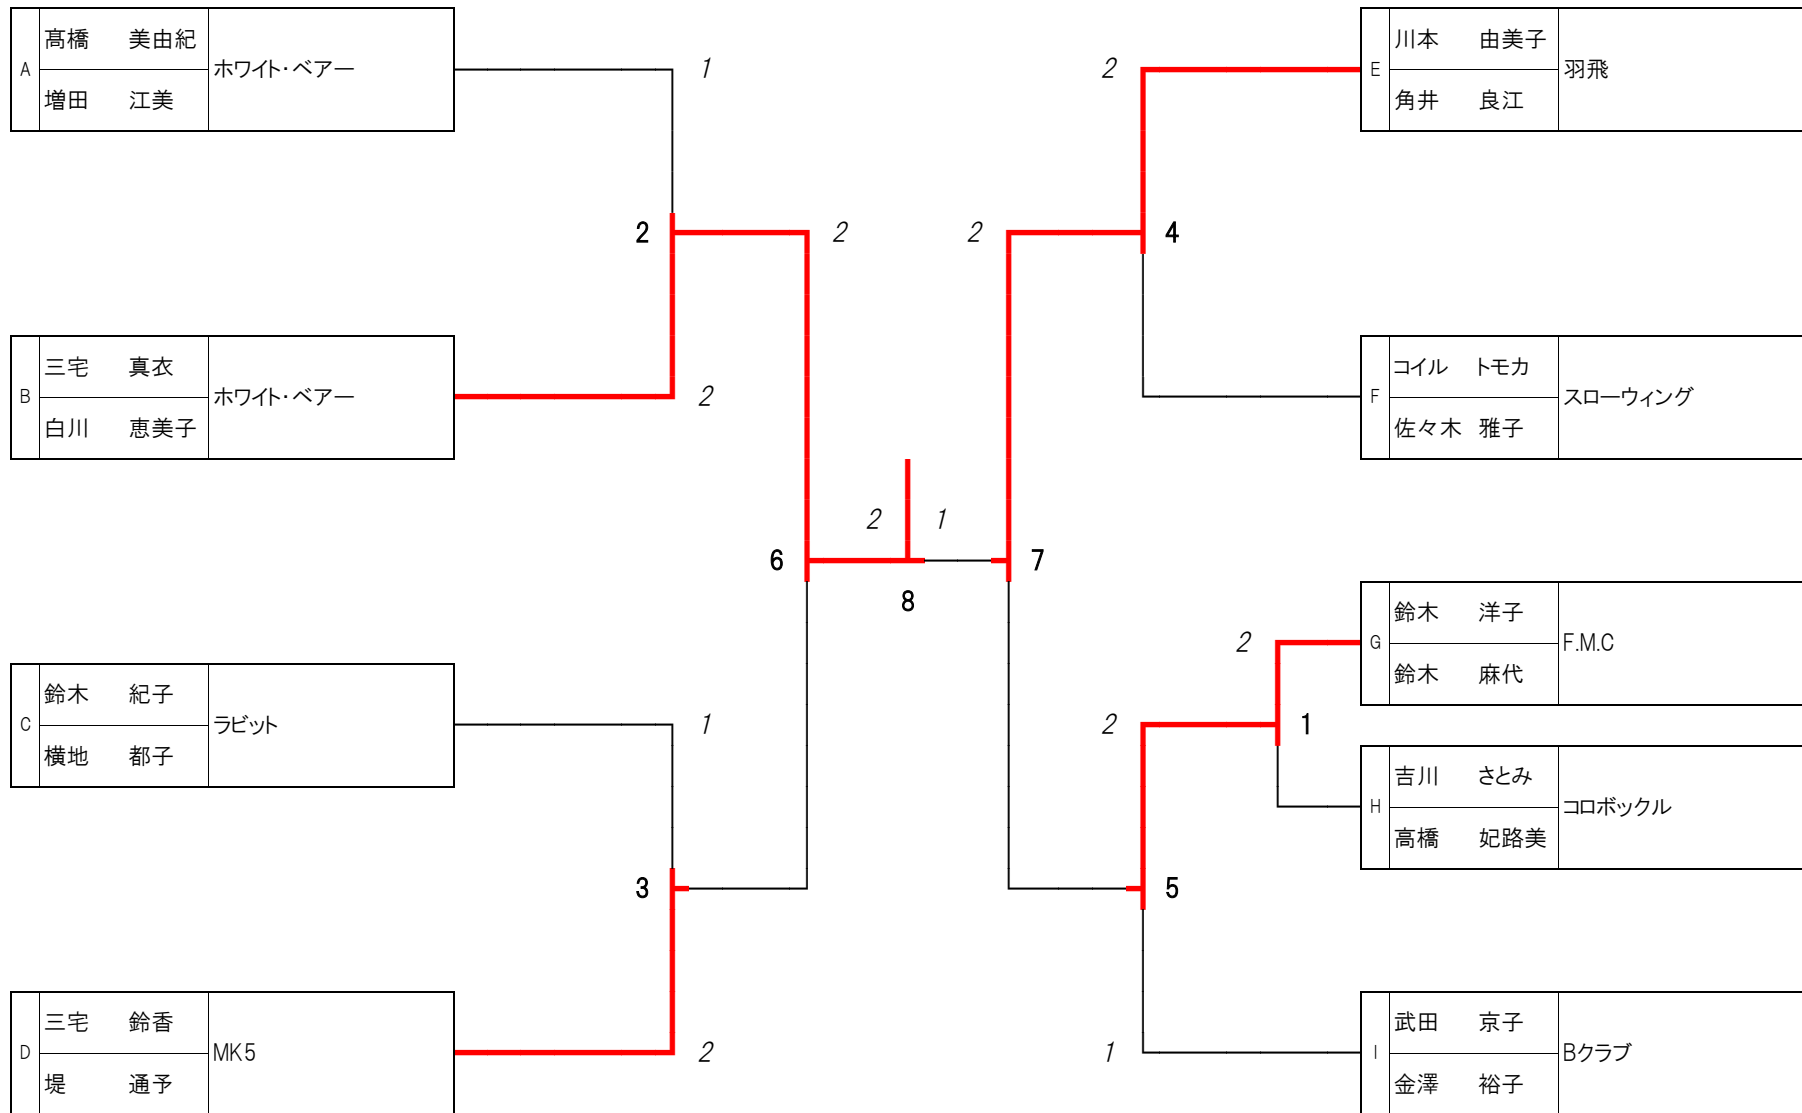 A 髙橋 美由紀 ホワイト・ベアー
増田 江美
1
2
B 三宅 真衣 ホワイト・ベアー
白川 恵美子
2
2
C 鈴木 紀子 ラビット
横地 都子
1
3
D 三宅 鈴香 MK5
堤 通予
2
6
2 1
8
7
2
E 川本 由美子 羽飛
角井 良江
2
4
F コイル トモカ スローウィング
佐々木 雅子
G 鈴木 洋子 F.M.C
鈴木 麻代
2
1
2
H 吉川 さとみ コロボックル
高橋 妃路美
5
I 武田 京子 Bクラブ
金澤 裕子
1